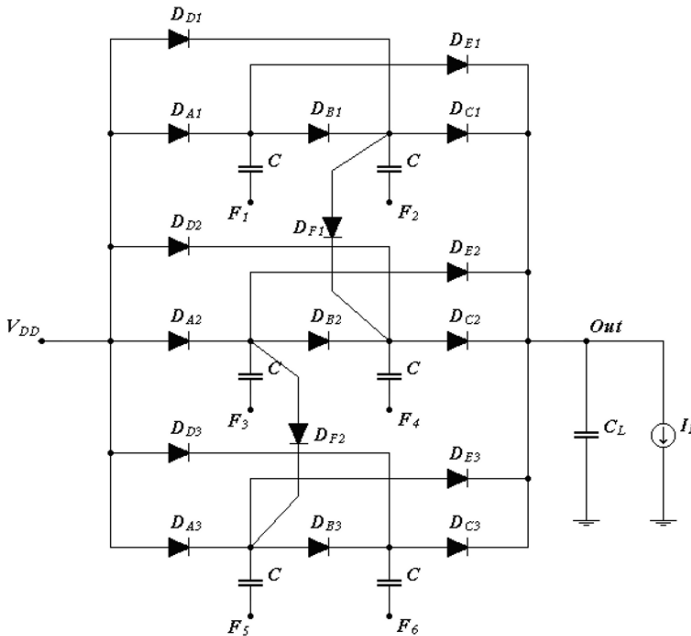 D_D1
D_E1
D_A1
D_B1
D_C1
C
C
F_1
F_2
D_D2
D_F1
D_E2
D_A2
D_B2
D_C2
V_DD
Out
C
C
F_3
F_4
D_D3
D_F2
D_E3
C_L
D_A3
D_B3
D_C3
C
C
F_5
F_6